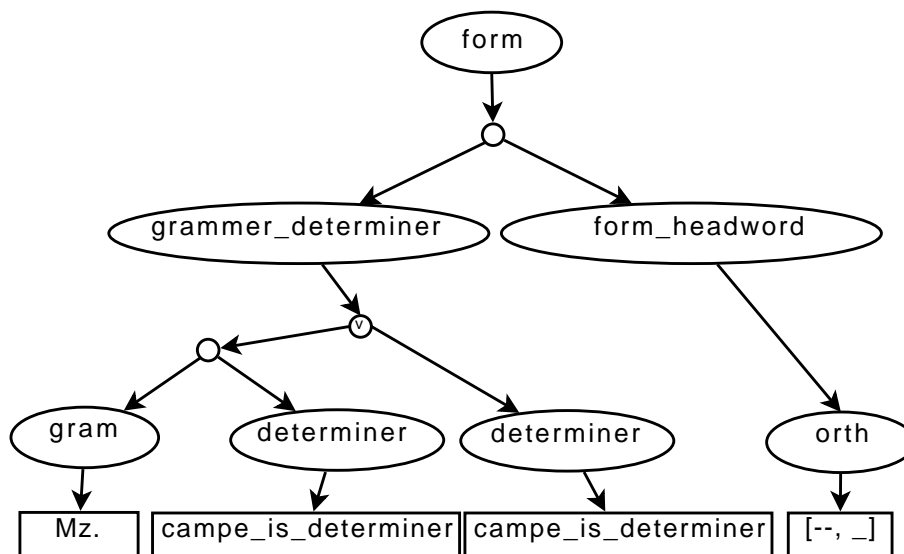 form
grammer_determiner form_headword
v
gram determiner determiner orth
Mz. campe_is_determiner campe_is_determiner [--, _]